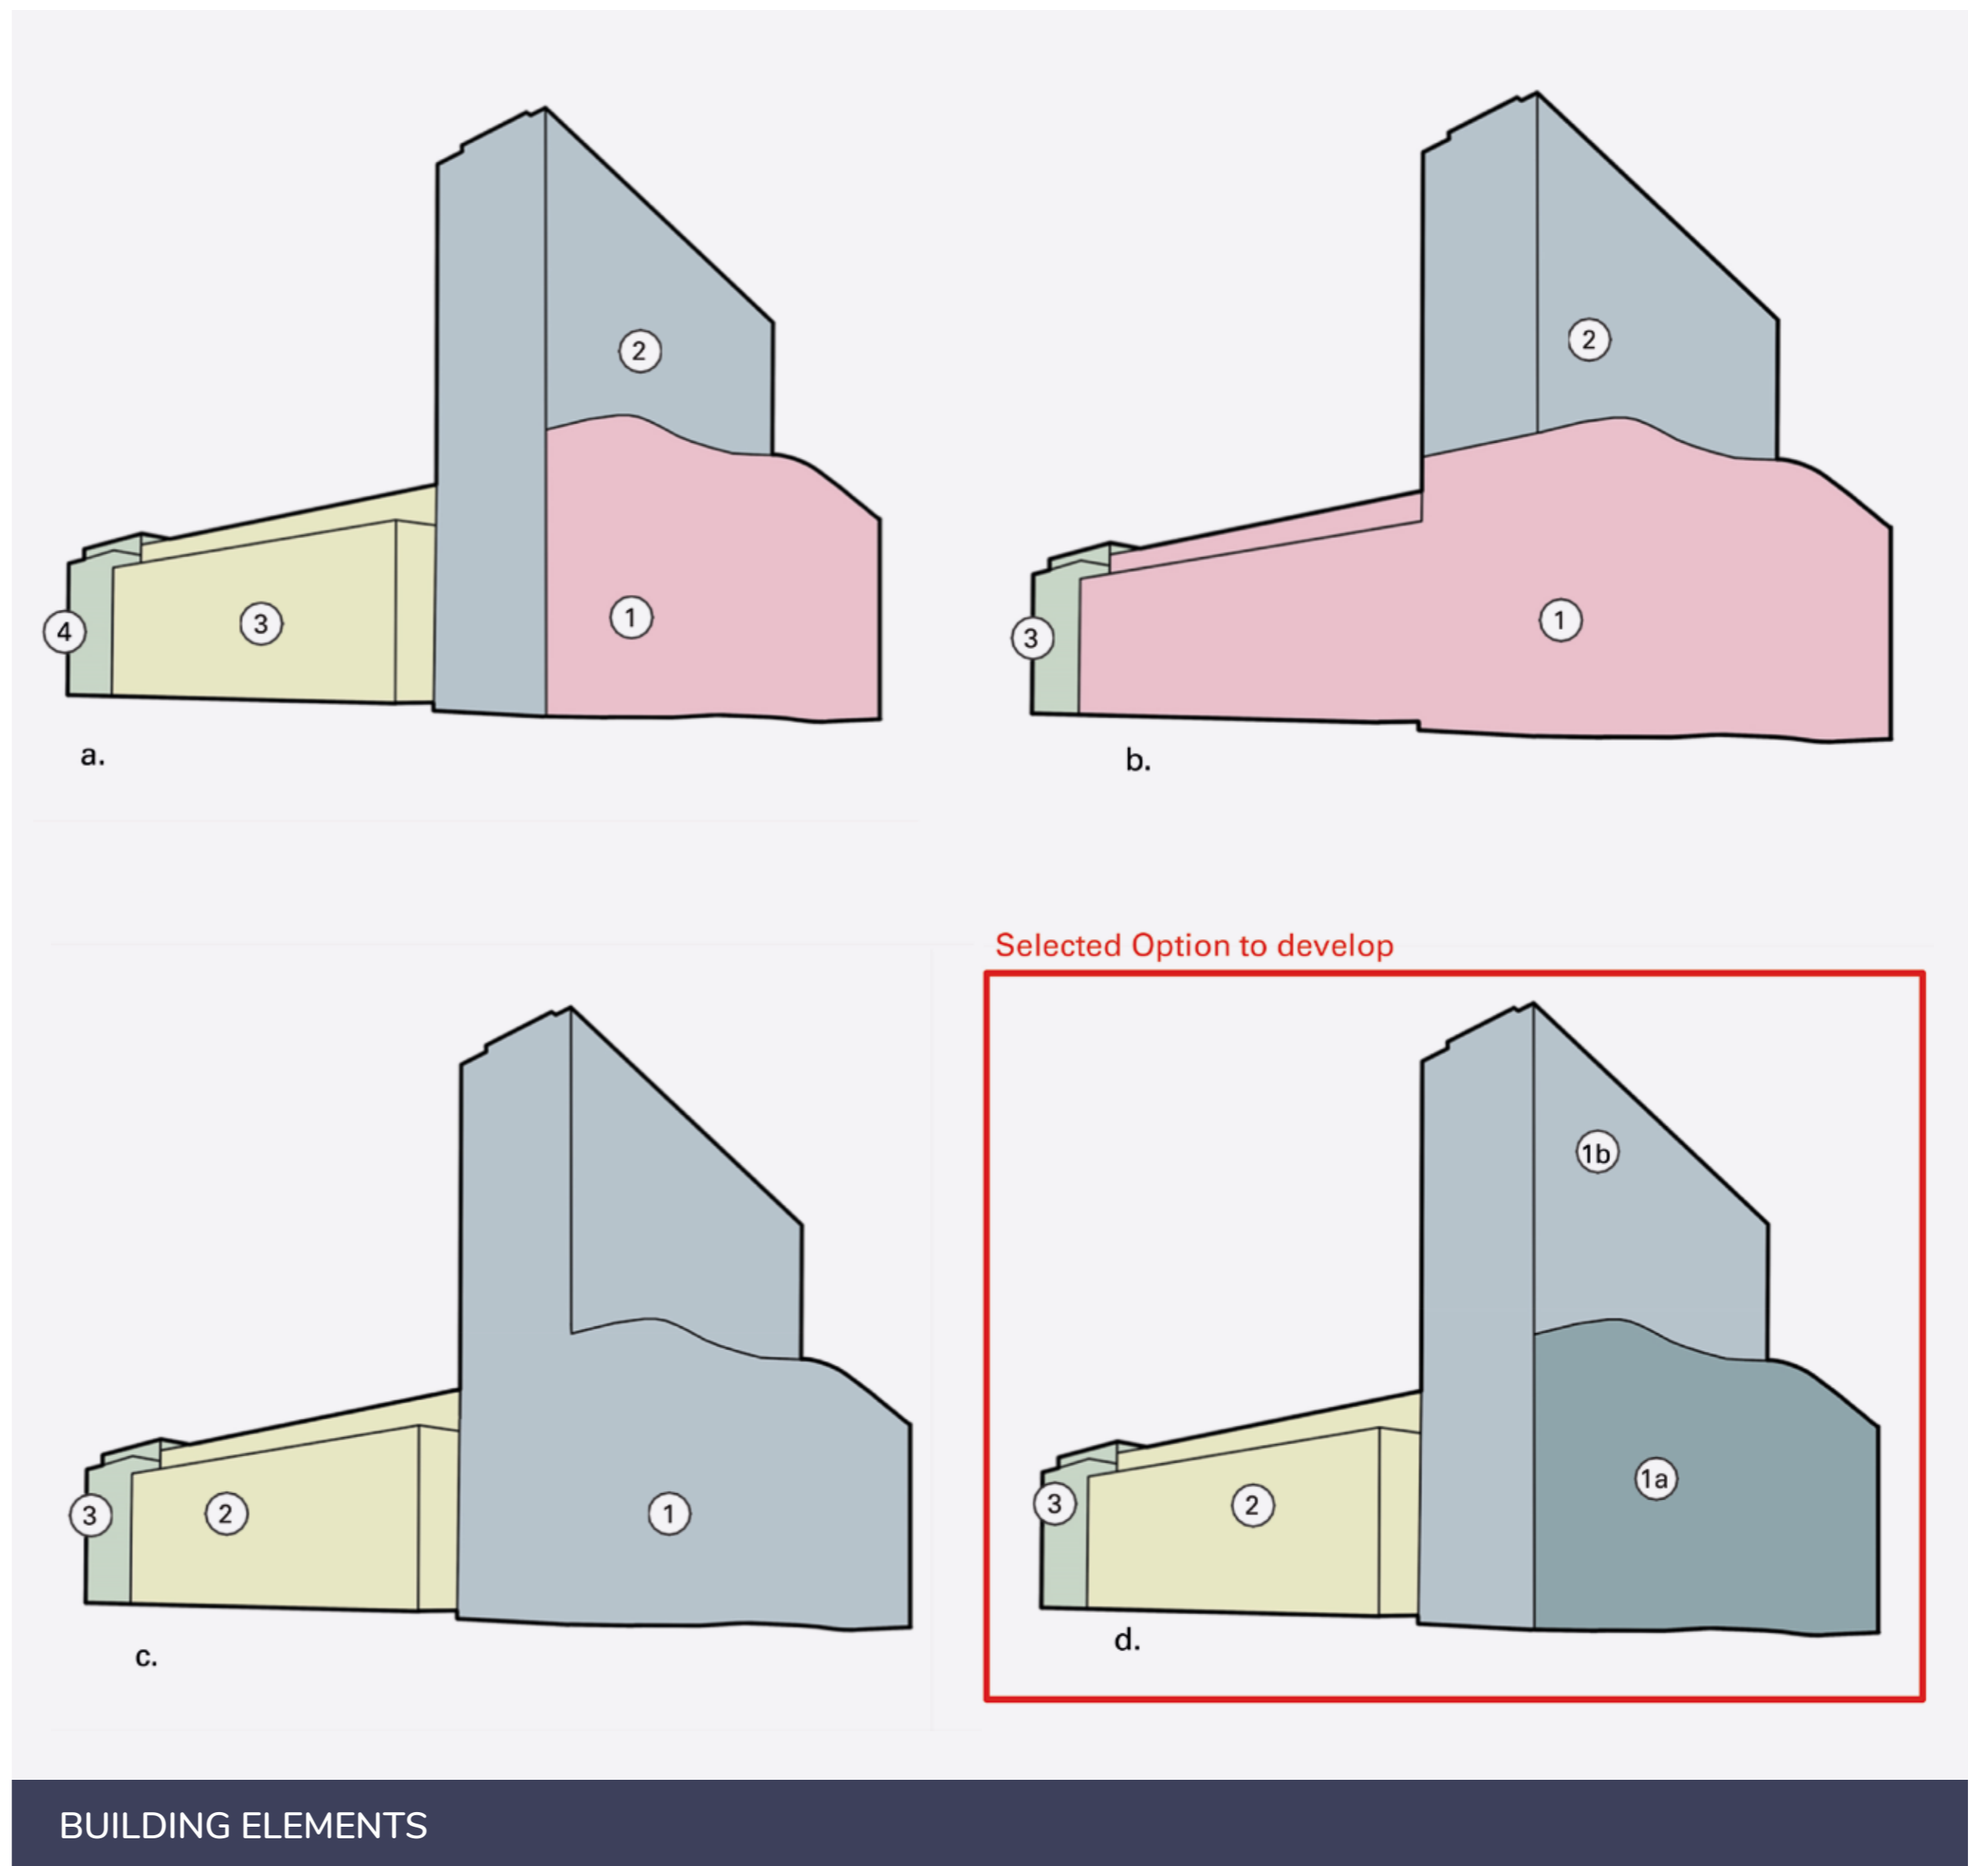 2
2
4
3
1
3
1
a.
b.
Selected Option to develop
1b
1a
3
2
1
3
2
c.
d.
BUILDING ELEMENTS